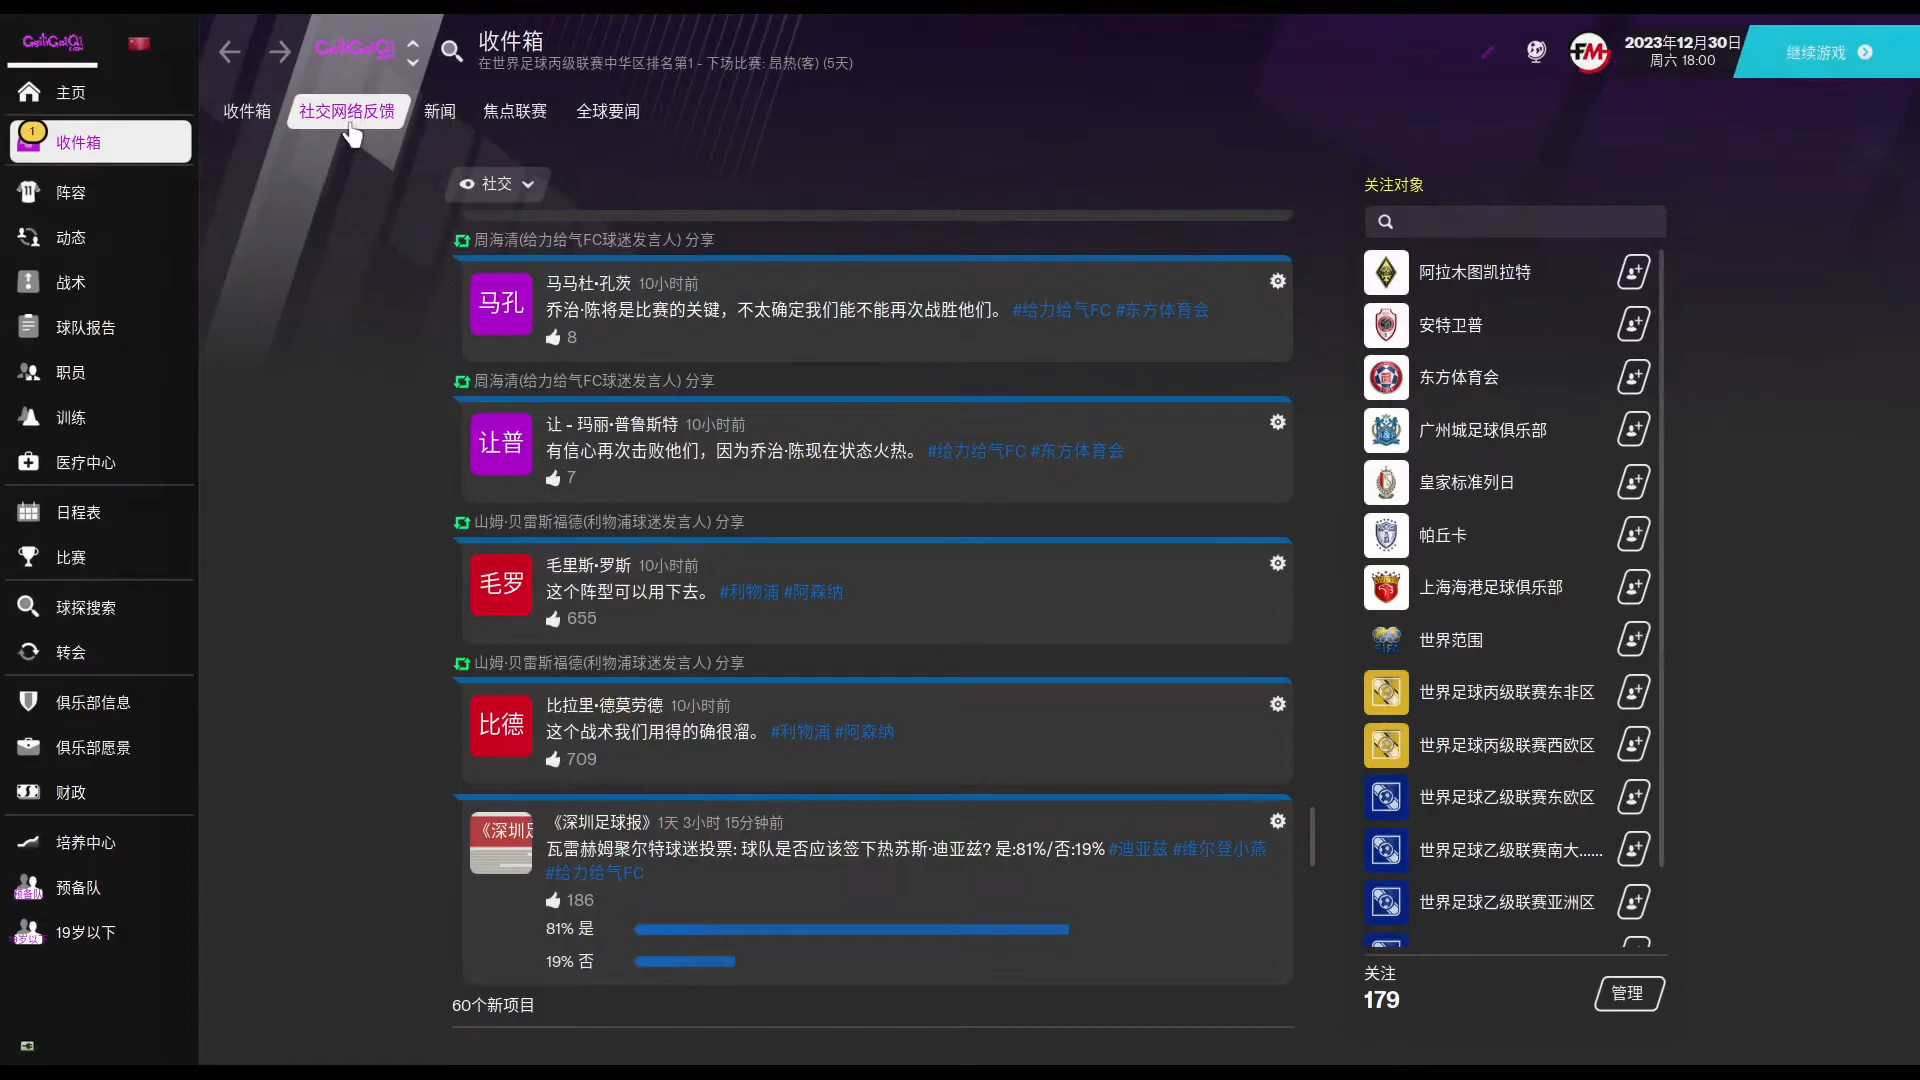 GeiLiGeiQi
GeiLiGeiQi
收件箱
在世界足球丙级联赛中华区排名第1 - 下场比赛: 昂热(客) (5天)
FM
2023年12月30日
周六 18:00
继续游戏
主页
1
收件箱
阵容
动态
战术
球队报告
职员
训练
医疗中心
日程表
比赛
球探搜索
转会
俱乐部信息
俱乐部愿景
财政
培养中心
预备队
预备队
19岁以下
19岁以下
收件箱
社交网络反馈
新闻
焦点联赛
全球要闻
社交
周海清(给力给气FC球迷发言人) 分享
马孔
马马杜·孔茨 10小时前
乔治·陈将是比赛的关键，不太确定我们能不能再次战胜他们。 #给力给气FC #东方体育会
8
周海清(给力给气FC球迷发言人) 分享
让普
让 - 玛丽·普鲁斯特 10小时前
有信心再次击败他们，因为乔治·陈现在状态火热。 #给力给气FC #东方体育会
7
山姆·贝雷斯福德(利物浦球迷发言人) 分享
毛罗
毛里斯·罗斯 10小时前
这个阵型可以用下去。 #利物浦 #阿森纳
655
山姆·贝雷斯福德(利物浦球迷发言人) 分享
比德
比拉里·德莫劳德 10小时前
这个战术我们用得的确很溜。 #利物浦 #阿森纳
709
《深圳足
《深圳足球报》 1天 3小时 15分钟前
瓦雷赫姆聚尔特球迷投票: 球队是否应该签下热苏斯·迪亚兹? 是:81%/否:19% #迪亚兹 #维尔登小燕
#给力给气FC
186
81% 是
19% 否
60个新项目
关注对象
阿拉木图凯拉特
安特卫普
东方体育会
广州城足球俱乐部
皇家标准列日
帕丘卡
上海海港足球俱乐部
世界范围
世界足球丙级联赛东非区
世界足球丙级联赛西欧区
世界足球乙级联赛东欧区
世界足球乙级联赛南大......
世界足球乙级联赛亚洲区
关注
179
管理